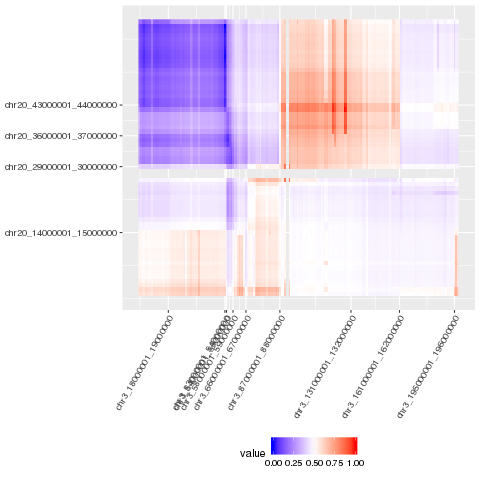 chr20_43000001_44000000
chr20_36000001_37000000
chr20_29000001_30000000
chr20_14000001_15000000
chr3_18000001_19000000
chr3_66000001_67000000
chr3_87000001_88000000
chr3_131000001_132000000
chr3_161000001_162000000
chr3_195000001_196000000
value
0.00 0.25 0.50 0.75 1.00